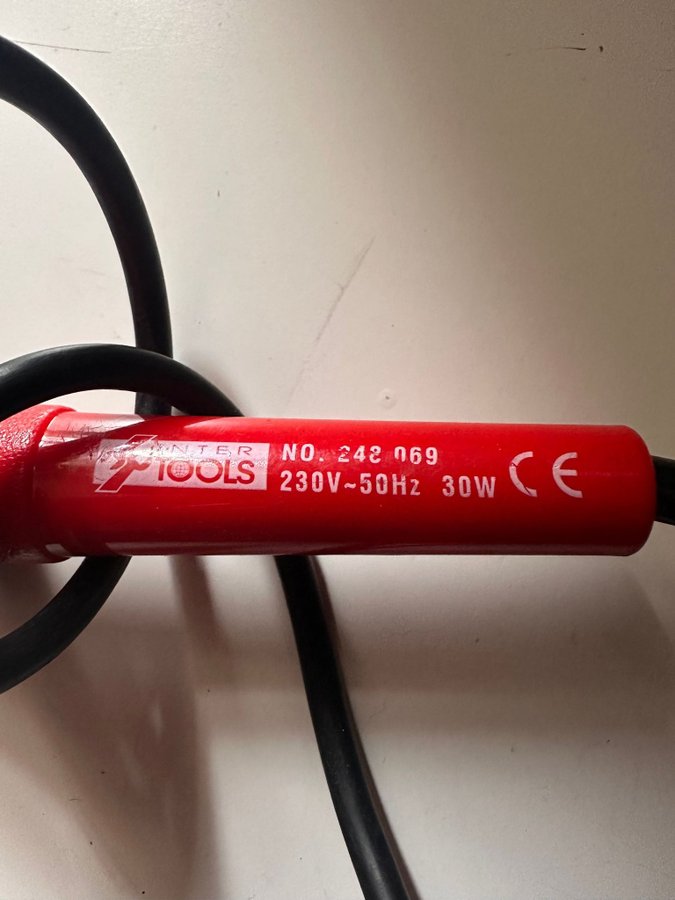 INTER
TOOLS
NO. 248 069
230V~50Hz 30W CE